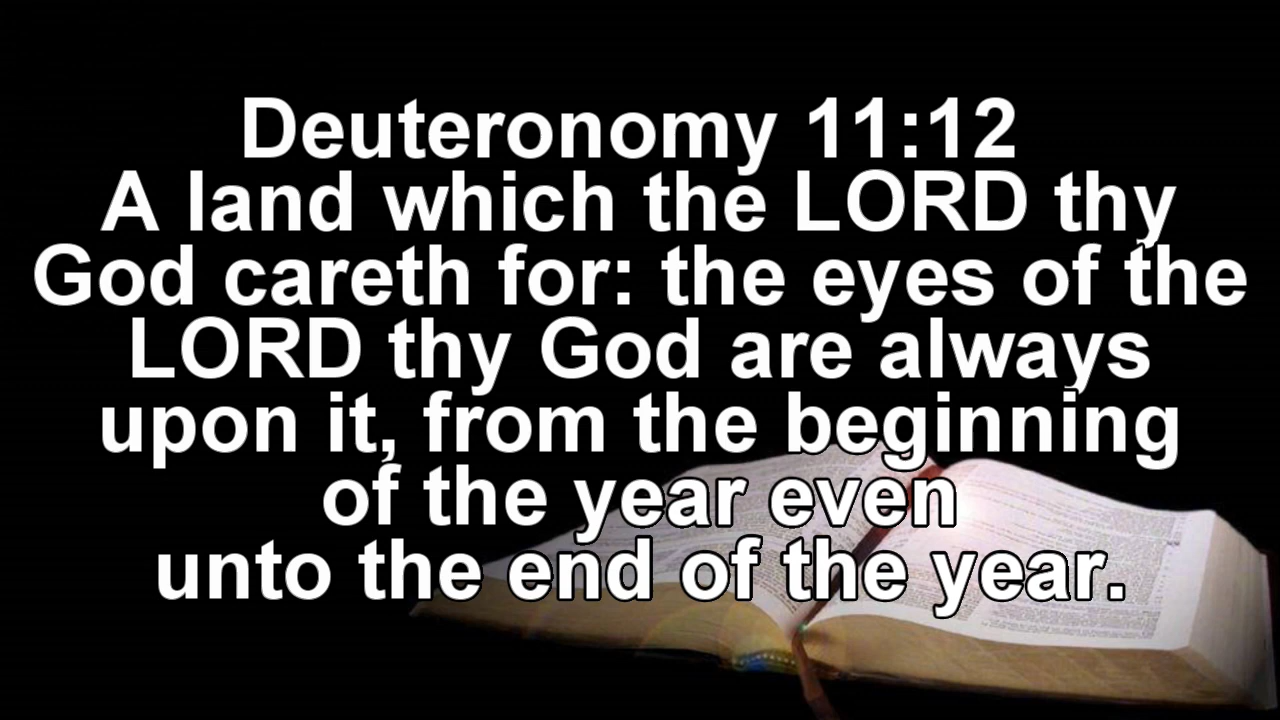 Deuteronomy 11:12
A land which the LORD thy
God careth for: the eyes of the
LORD thy God are always
upon it, from the beginning
of the year even
unto the end of the year.